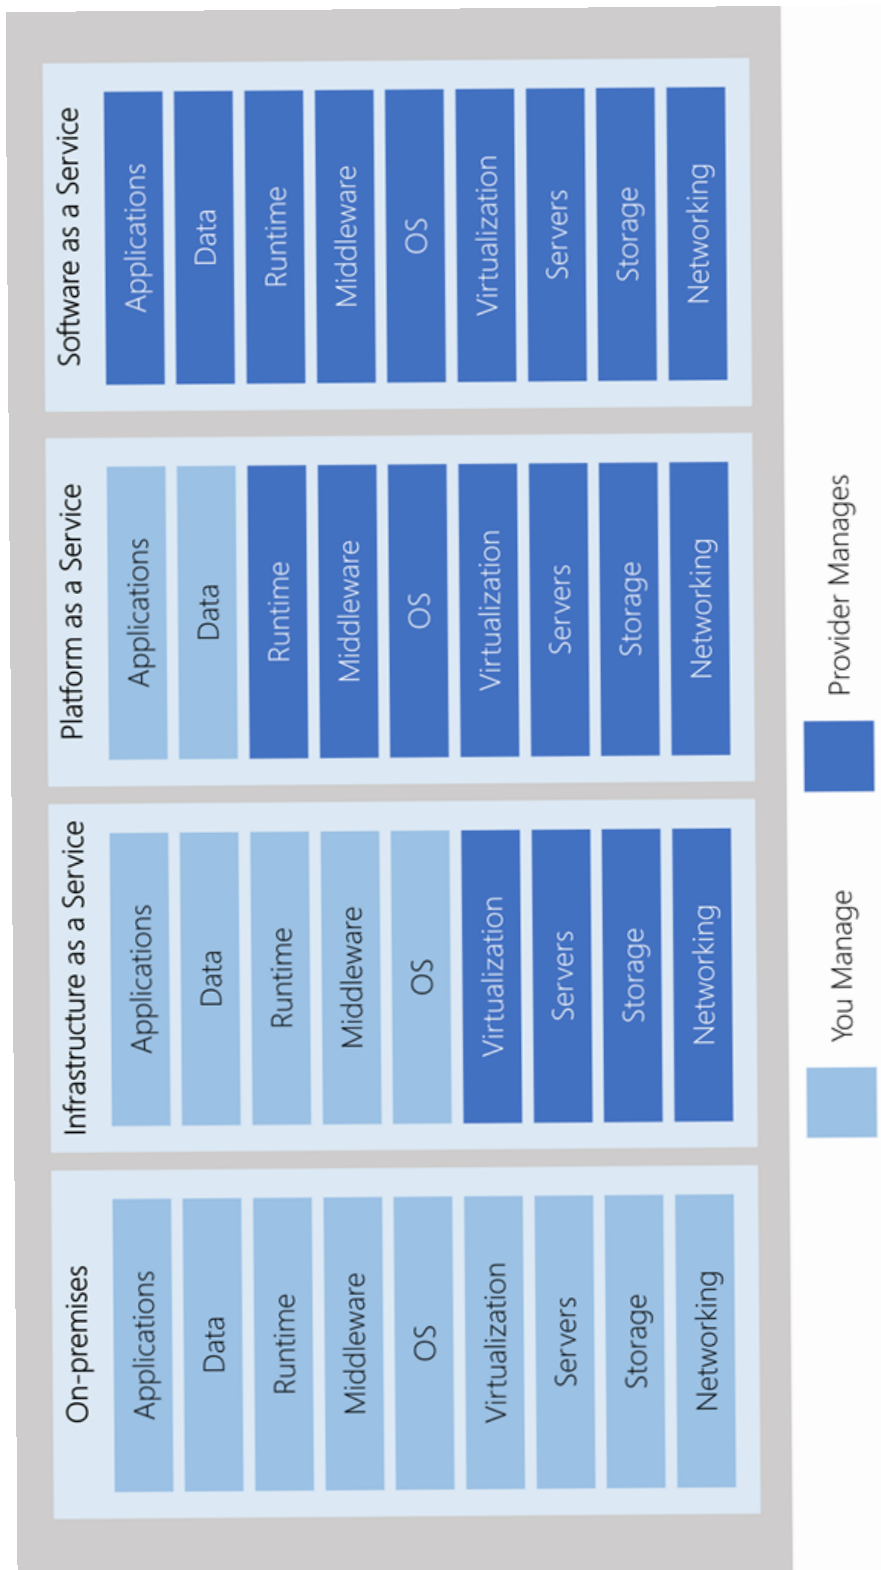 On-premises
Applications
Data
Runtime
Middleware
OS
Virtualization
Servers
Storage
Networking
Infrastructure as a Service
Applications
Data
Runtime
Middleware
OS
Virtualization
Servers
Storage
Networking
Platform as a Service
Applications
Data
Runtime
Middleware
OS
Virtualization
Servers
Storage
Networking
Software as a Service
Applications
Data
Runtime
Middleware
OS
Virtualization
Servers
Storage
Networking
You Manage
Provider Manages